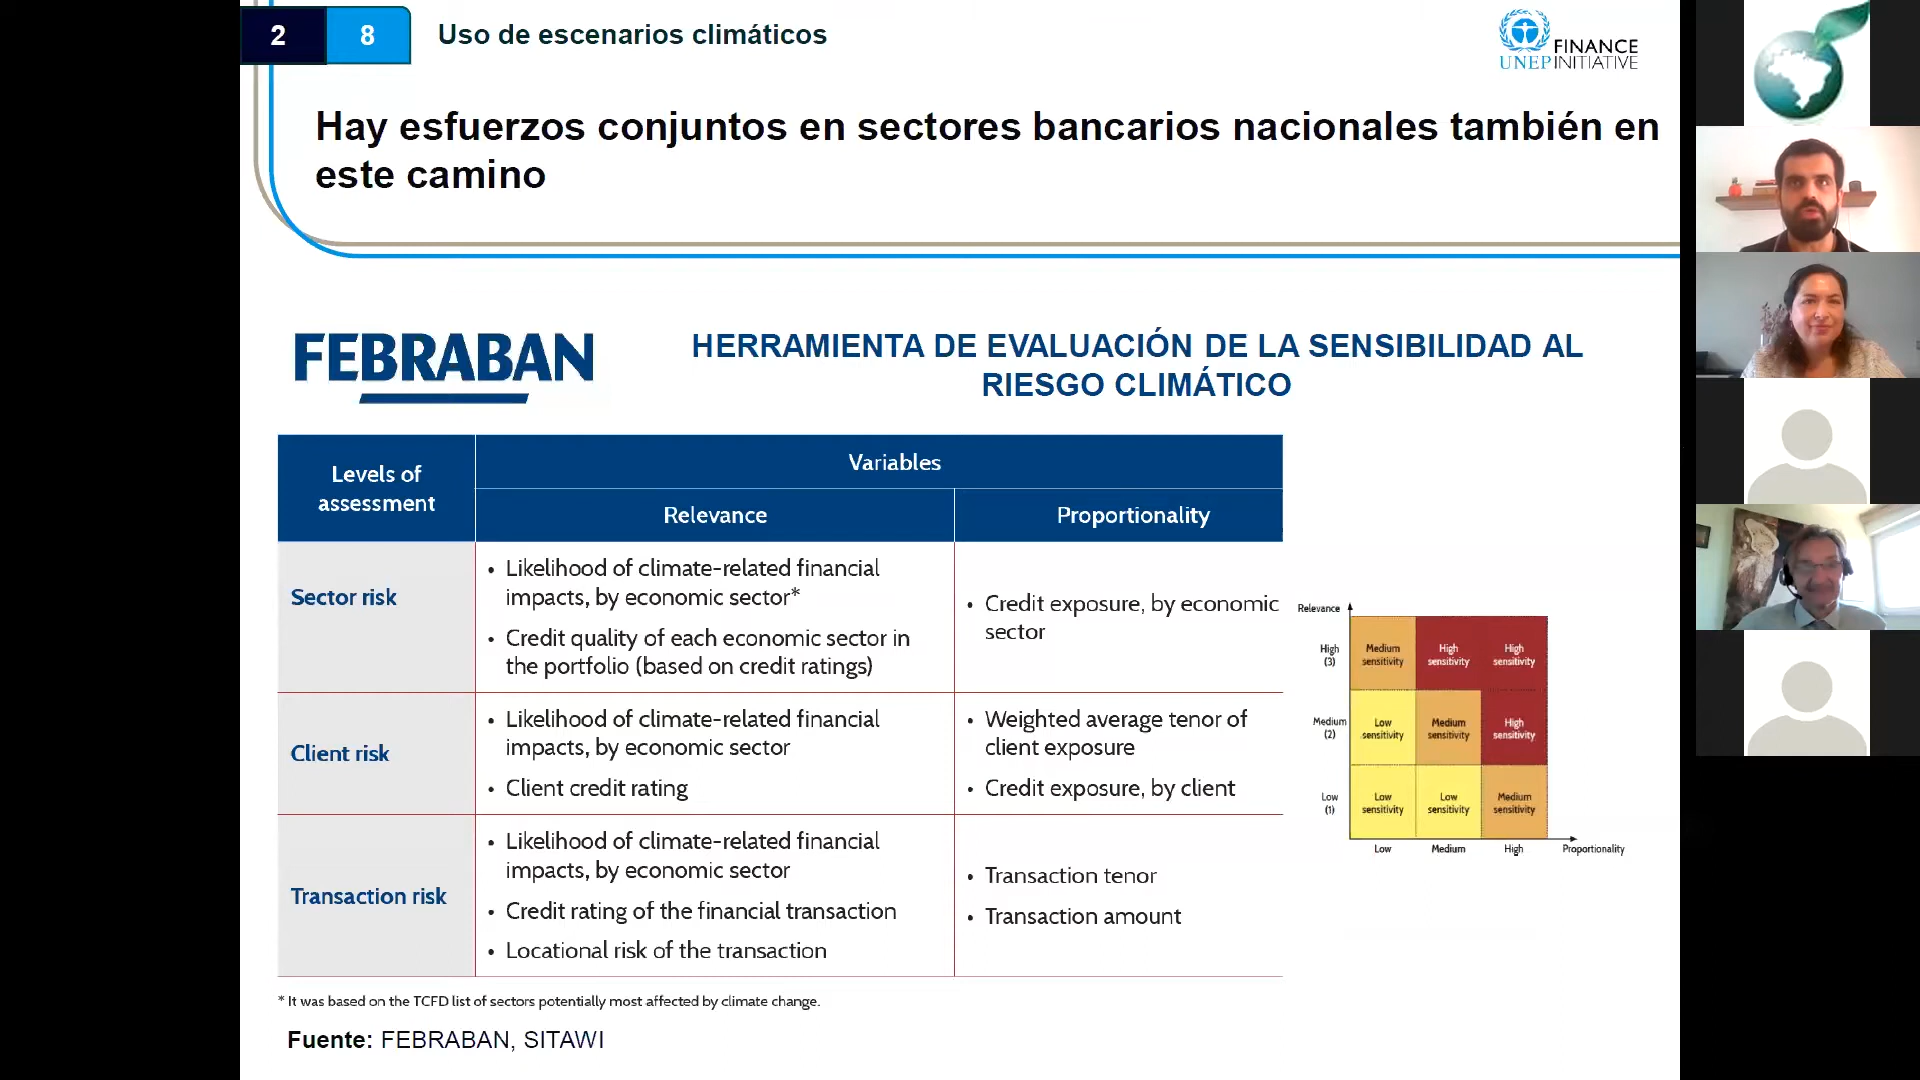 2
8
Uso de escenarios climáticos
FINANCE
UNEP INITIATIVE
Hay esfuerzos conjuntos en sectores bancarios nacionales también en
este camino
FEBRABAN
HERRAMIENTA DE EVALUACIÓN DE LA SENSIBILIDAD AL
RIESGO CLIMÁTICO
Levels of
assessment
Variables
Relevance
Proportionality
Sector risk
• Likelihood of climate-related financial
impacts, by economic sector*
• Credit quality of each economic sector in
the portfolio (based on credit ratings)
• Credit exposure, by economic
sector
Client risk
• Likelihood of climate-related financial
impacts, by economic sector
• Client credit rating
• Weighted average tenor of
client exposure
• Credit exposure, by client
Transaction risk
• Likelihood of climate-related financial
impacts, by economic sector
• Credit rating of the financial transaction
• Locational risk of the transaction
• Transaction tenor
• Transaction amount
Relevance
High
(3)
Medium
sensitivity
High
sensitivity
High
sensitivity
Medium
(2)
Low
sensitivity
Medium
sensitivity
High
sensitivity
Low
(1)
Low
sensitivity
Low
sensitivity
Medium
sensitivity
Low
Medium
High
Proportionality
* It was based on the TCFD list of sectors potentially most affected by climate change.
Fuente: FEBRABAN, SITAWI